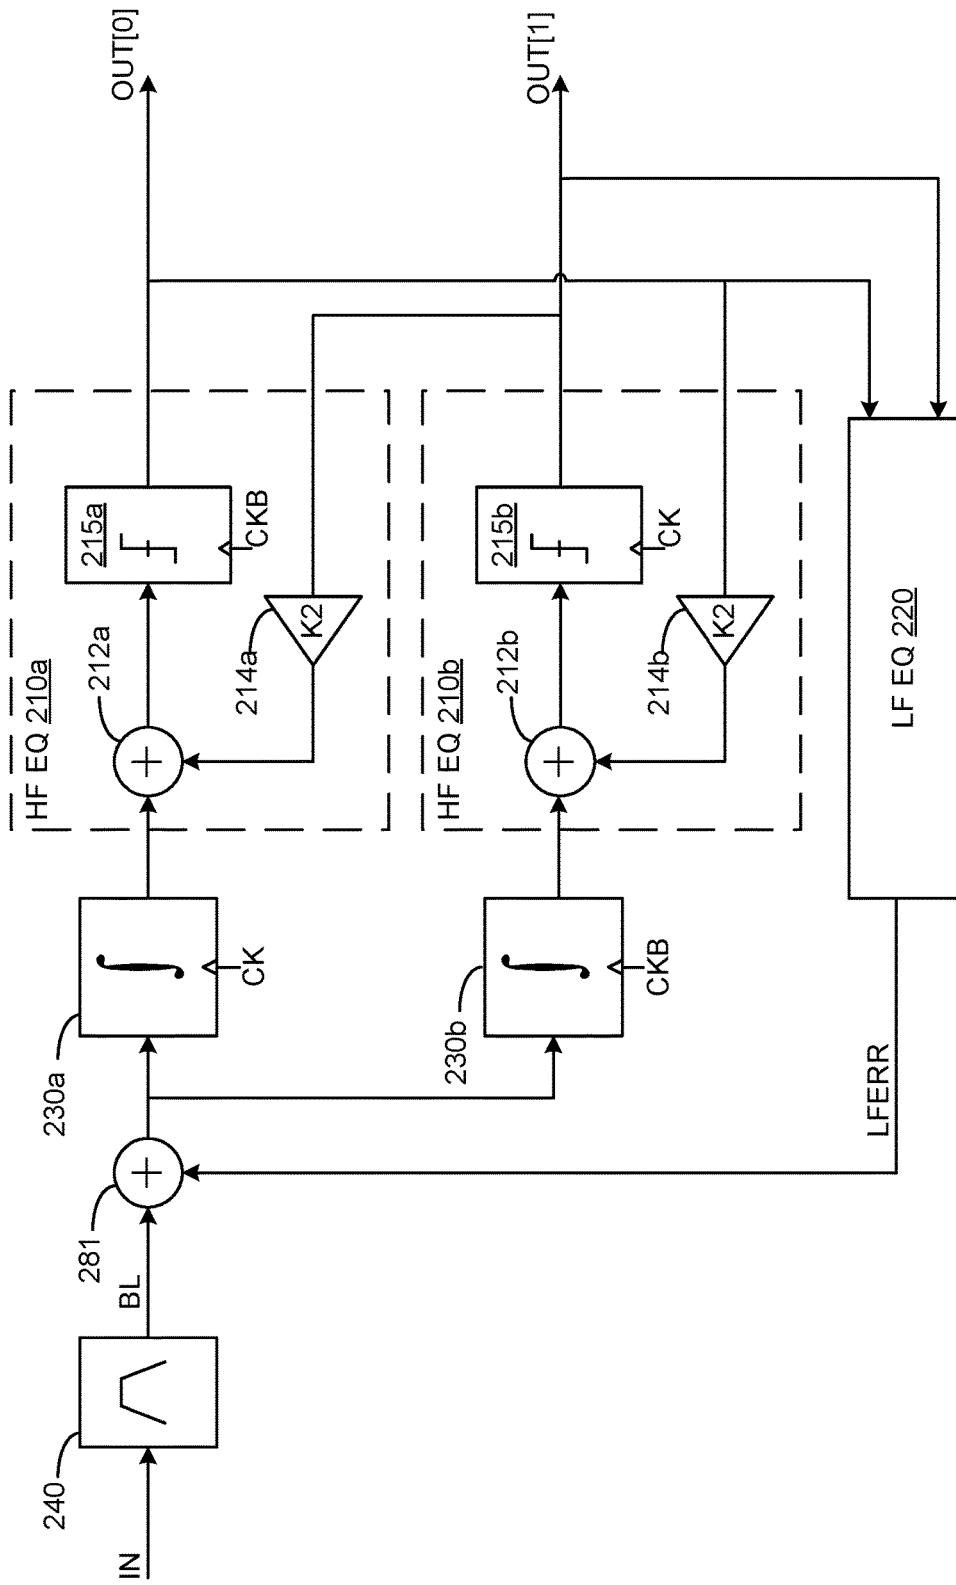 IN
240
BL
281
230a
CK
230b
CKB
HF EQ 210a
212a
214a
K2
215a
CKB
OUT[0]
HF EQ 210b
212b
214b
K2
215b
CK
OUT[1]
LFERR
LF EQ 220